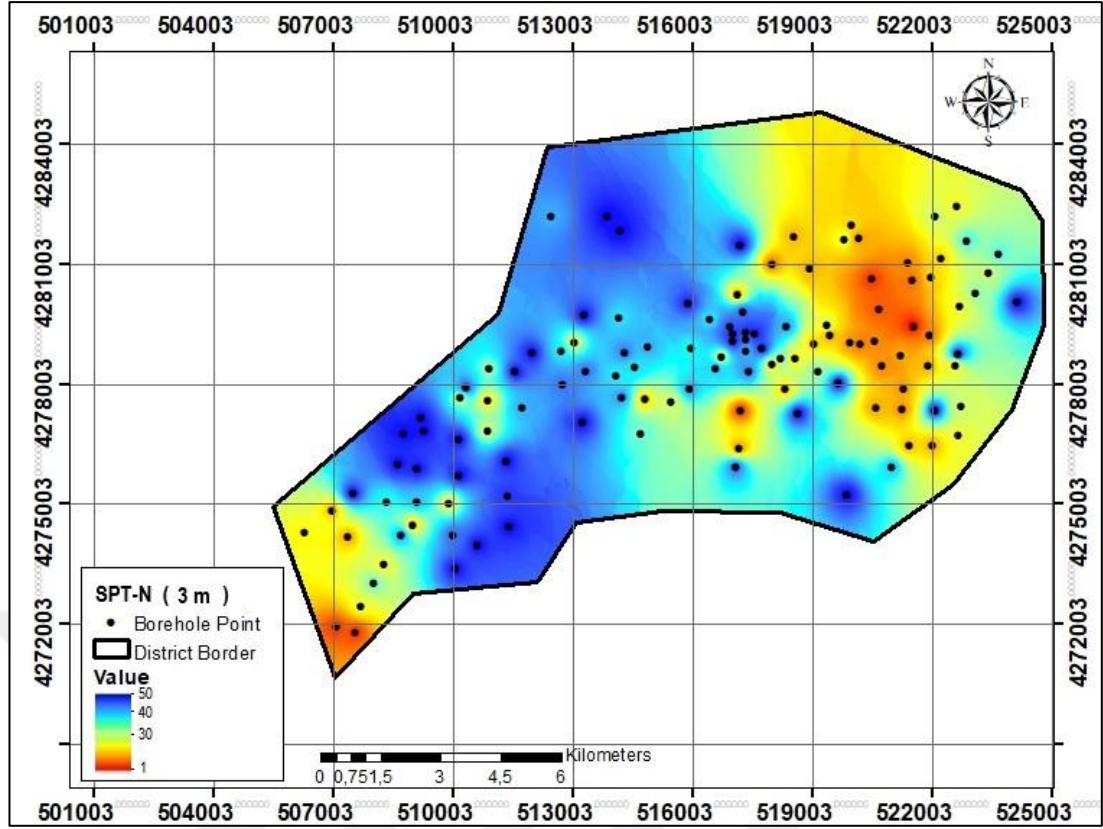 501003 504003 507003 510003 513003 516003 519003 522003 525003
N
W E
S
4284003 4284003
4281003 4281003
4278003 4278003
4275003 4275003
4272003 4272003
SPT-N ( 3 m )
Borehole Point
District Border
Value
50
40
30
1
Kilometers
0 0,751,5 3 4,5 6
501003 504003 507003 510003 513003 516003 519003 522003 525003